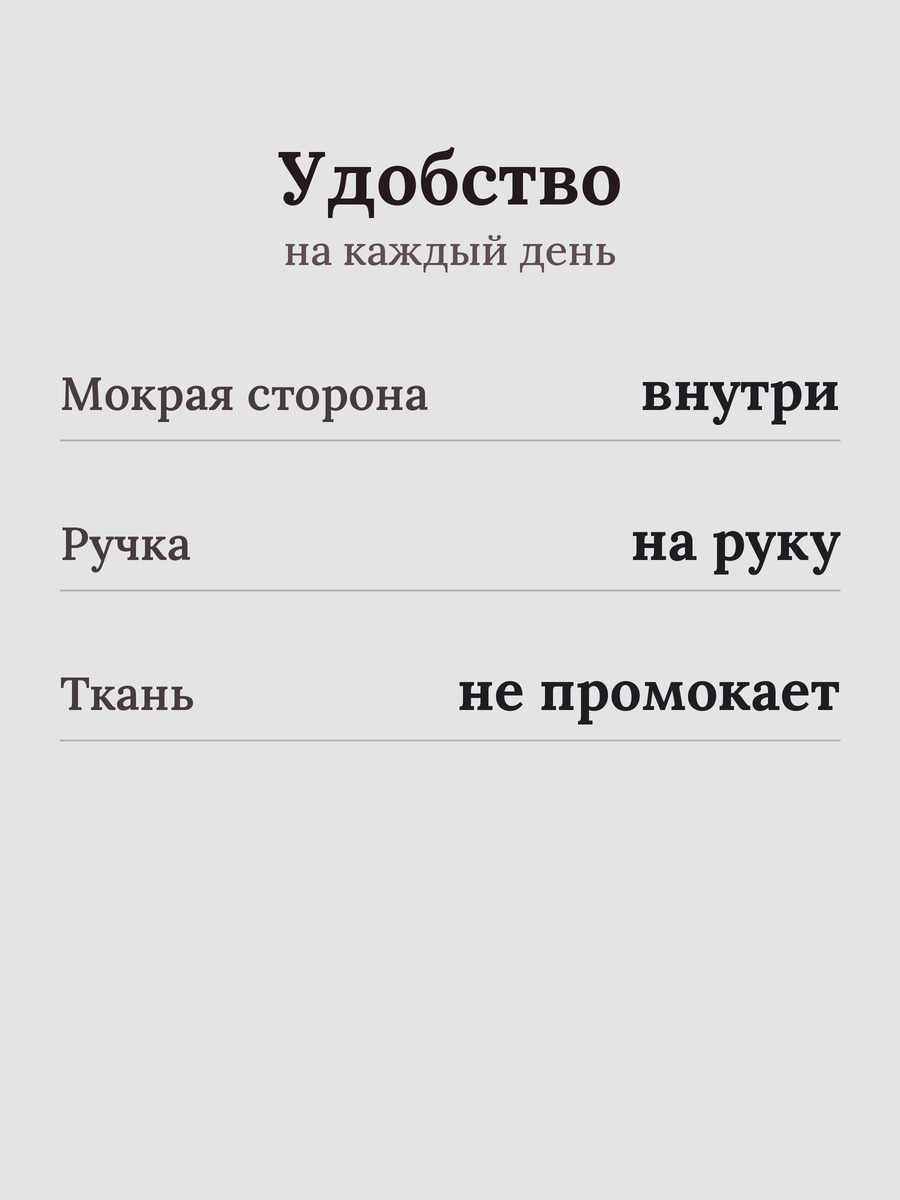 Удобство
на каждый день
Мокрая сторона внутри
Ручка на руку
Ткань не промокает